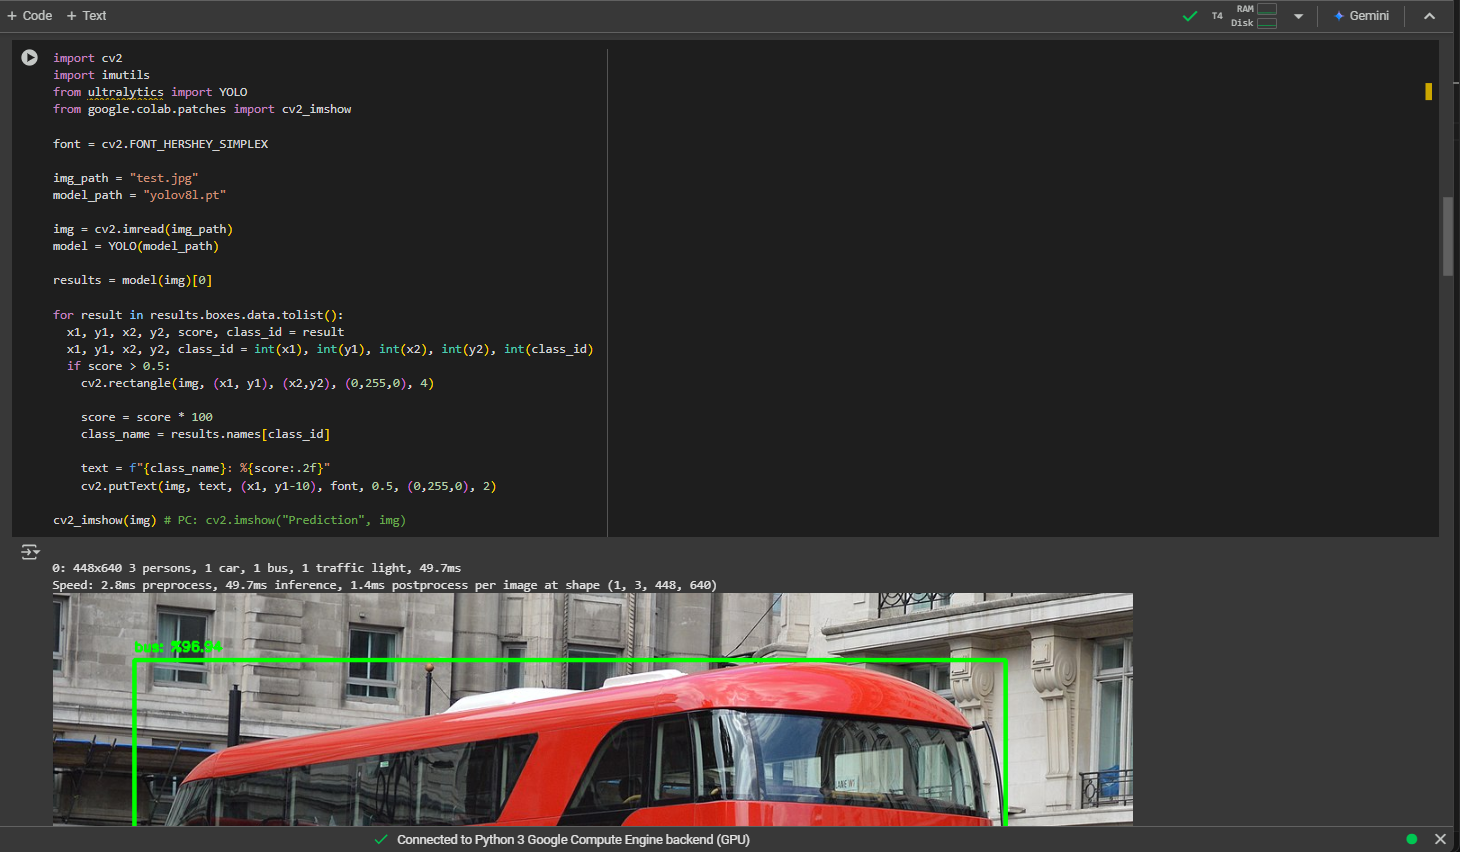 + Code + Text
T4 RAM Disk Gemini
import cv2
import imutils
from ultralytics import YOLO
from google.colab.patches import cv2_imshow
font = cv2.FONT_HERSHEY_SIMPLEX
img_path = "test.jpg"
model_path = "yolov8l.pt"
img = cv2.imread(img_path)
model = YOLO(model_path)
results = model(img)[0]
for result in results.boxes.data.tolist():
  x1, y1, x2, y2, score, class_id = result
  x1, y1, x2, y2, class_id = int(x1), int(y1), int(x2), int(y2), int(class_id)
  if score > 0.5:
    cv2.rectangle(img, (x1, y1), (x2,y2), (0,255,0), 4)
    score = score * 100
    class_name = results.names[class_id]
    text = f"{class_name}: %{score:.2f}"
    cv2.putText(img, text, (x1, y1-10), font, 0.5, (0,255,0), 2)
cv2_imshow(img) # PC: cv2.imshow("Prediction", img)
0: 448x640 3 persons, 1 car, 1 bus, 1 traffic light, 49.7ms
Speed: 2.8ms preprocess, 49.7ms inference, 1.4ms postprocess per image at shape (1, 3, 448, 640)
bus: %96.94
LANE W1
Connected to Python 3 Google Compute Engine backend (GPU)